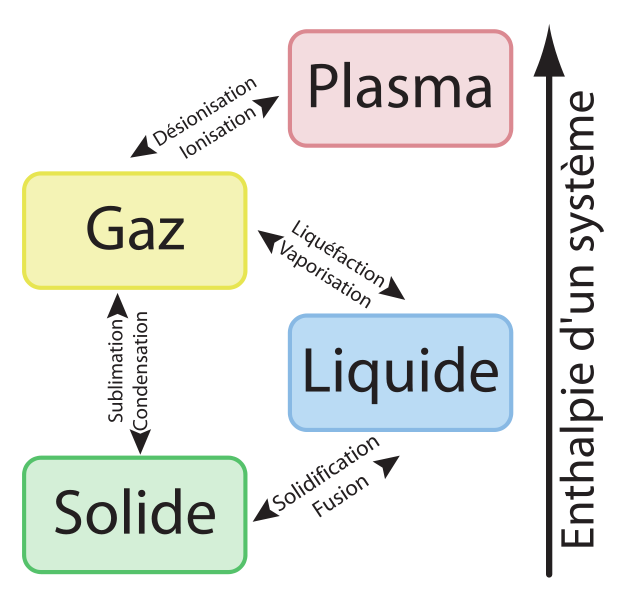 Plasma
Désionisation
Ionisation
Gaz
Liquéfaction
Vaporisation
Sublimation
Condensation
Liquide
Solidification
Fusion
Solide
Enthalpie d'un système